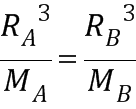 R_A^3 / M_A = R_B^3 / M_B